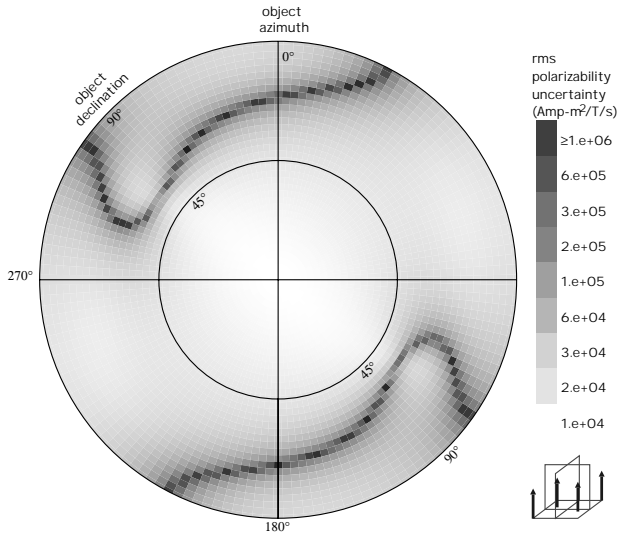 object
azimuth
0°
object
declination
90°
45°
270°
45°
90°
180°
rms
polarizability
uncertainty
(Amp-m²/T/s)
≥1.e+06
6.e+05
3.e+05
2.e+05
1.e+05
6.e+04
3.e+04
2.e+04
1.e+04